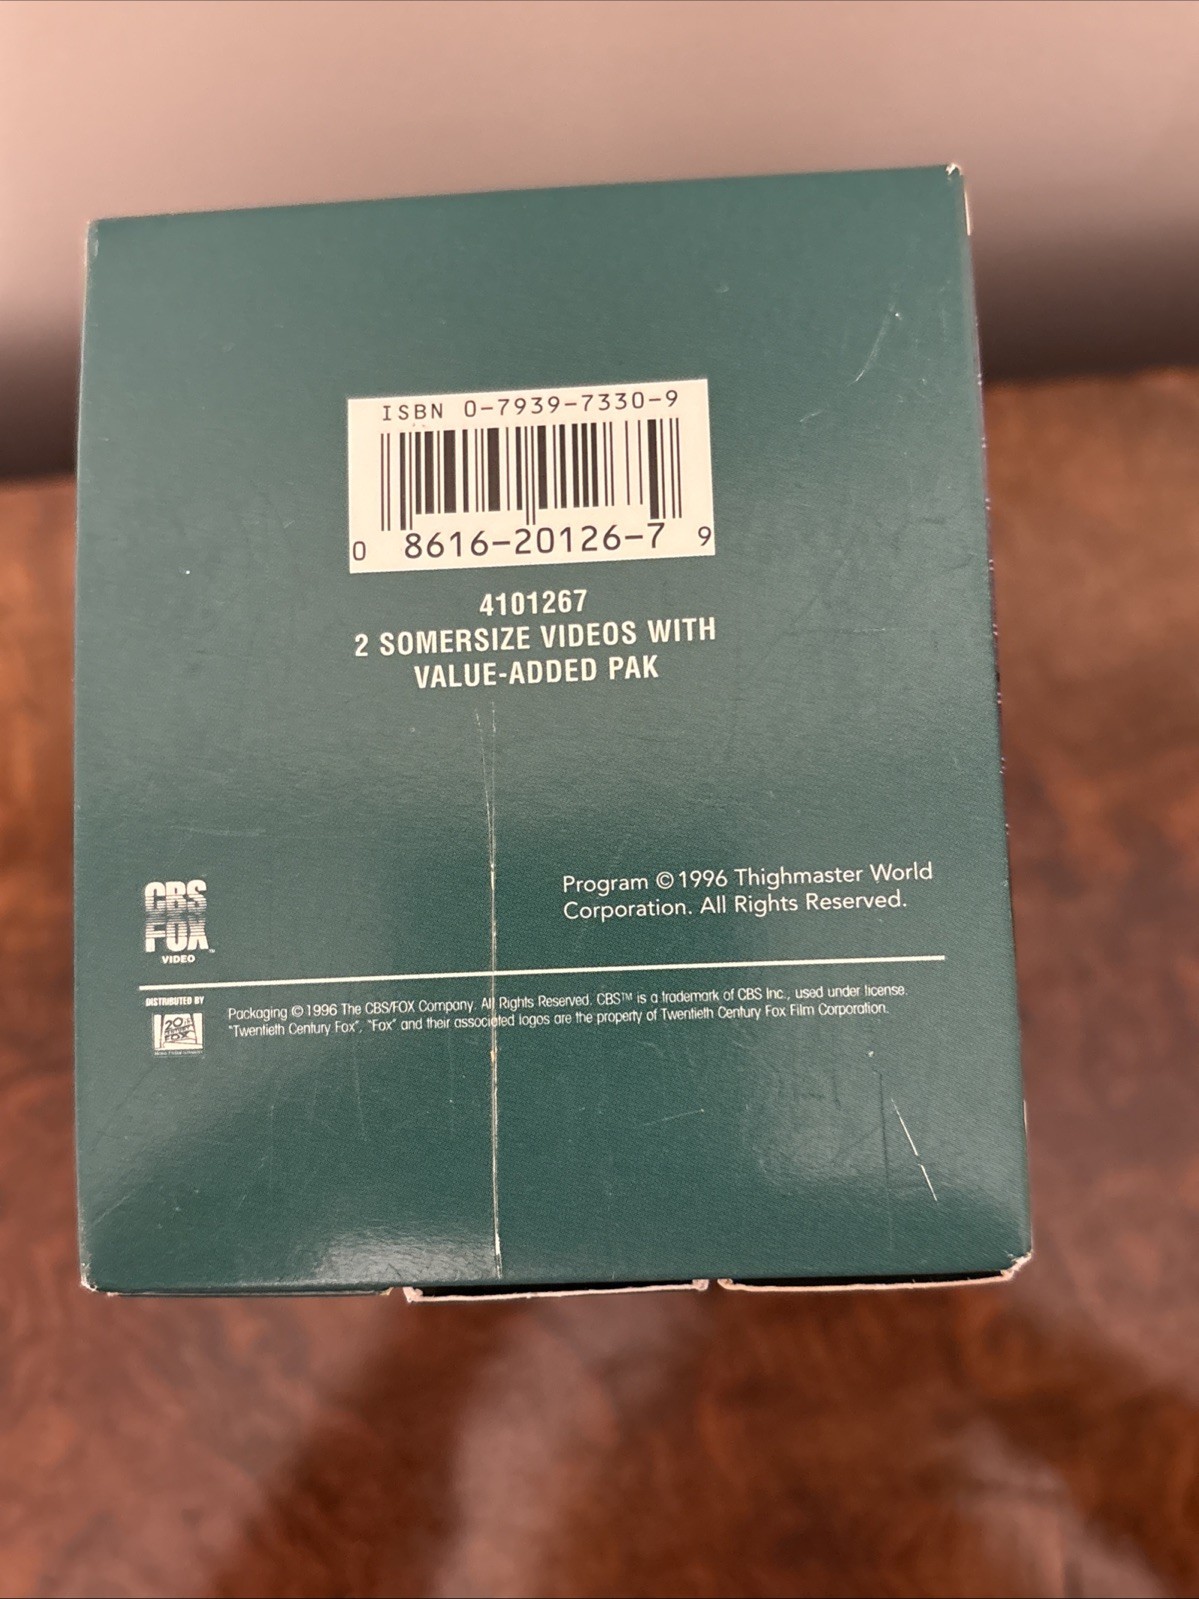 ISBN 0-7939-7330-9
0 8616-20126-7 9
4101267
2 SOMERSIZE VIDEOS WITH
VALUE-ADDED PAK
CBS
FOX™
VIDEO
Program ©1996 Thighmaster World
Corporation. All Rights Reserved.
DISTRIBUTED BY
20th
CENTURY
FOX
Packaging ©1996 The CBS/FOX Company. All Rights Reserved. CBS™ is a trademark of CBS Inc., used under license.
"Twentieth Century Fox", "Fox" and their associated logos are the property of Twentieth Century Fox Film Corporation.